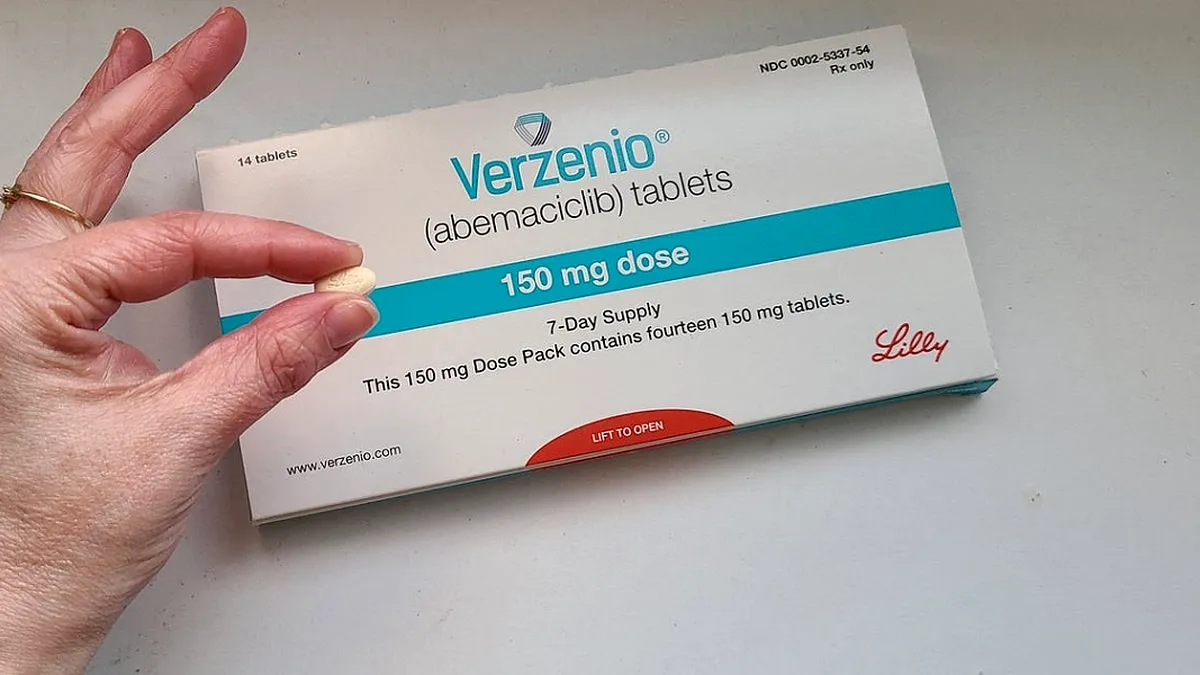 NDC 0002-5337-54
Rx only
14 tablets
Verzenio®
(abemaciclib) tablets
150 mg dose
7-Day Supply
This 150 mg Dose Pack contains fourteen 150 mg tablets.
Lilly
LIFT TO OPEN
www.verzenio.com